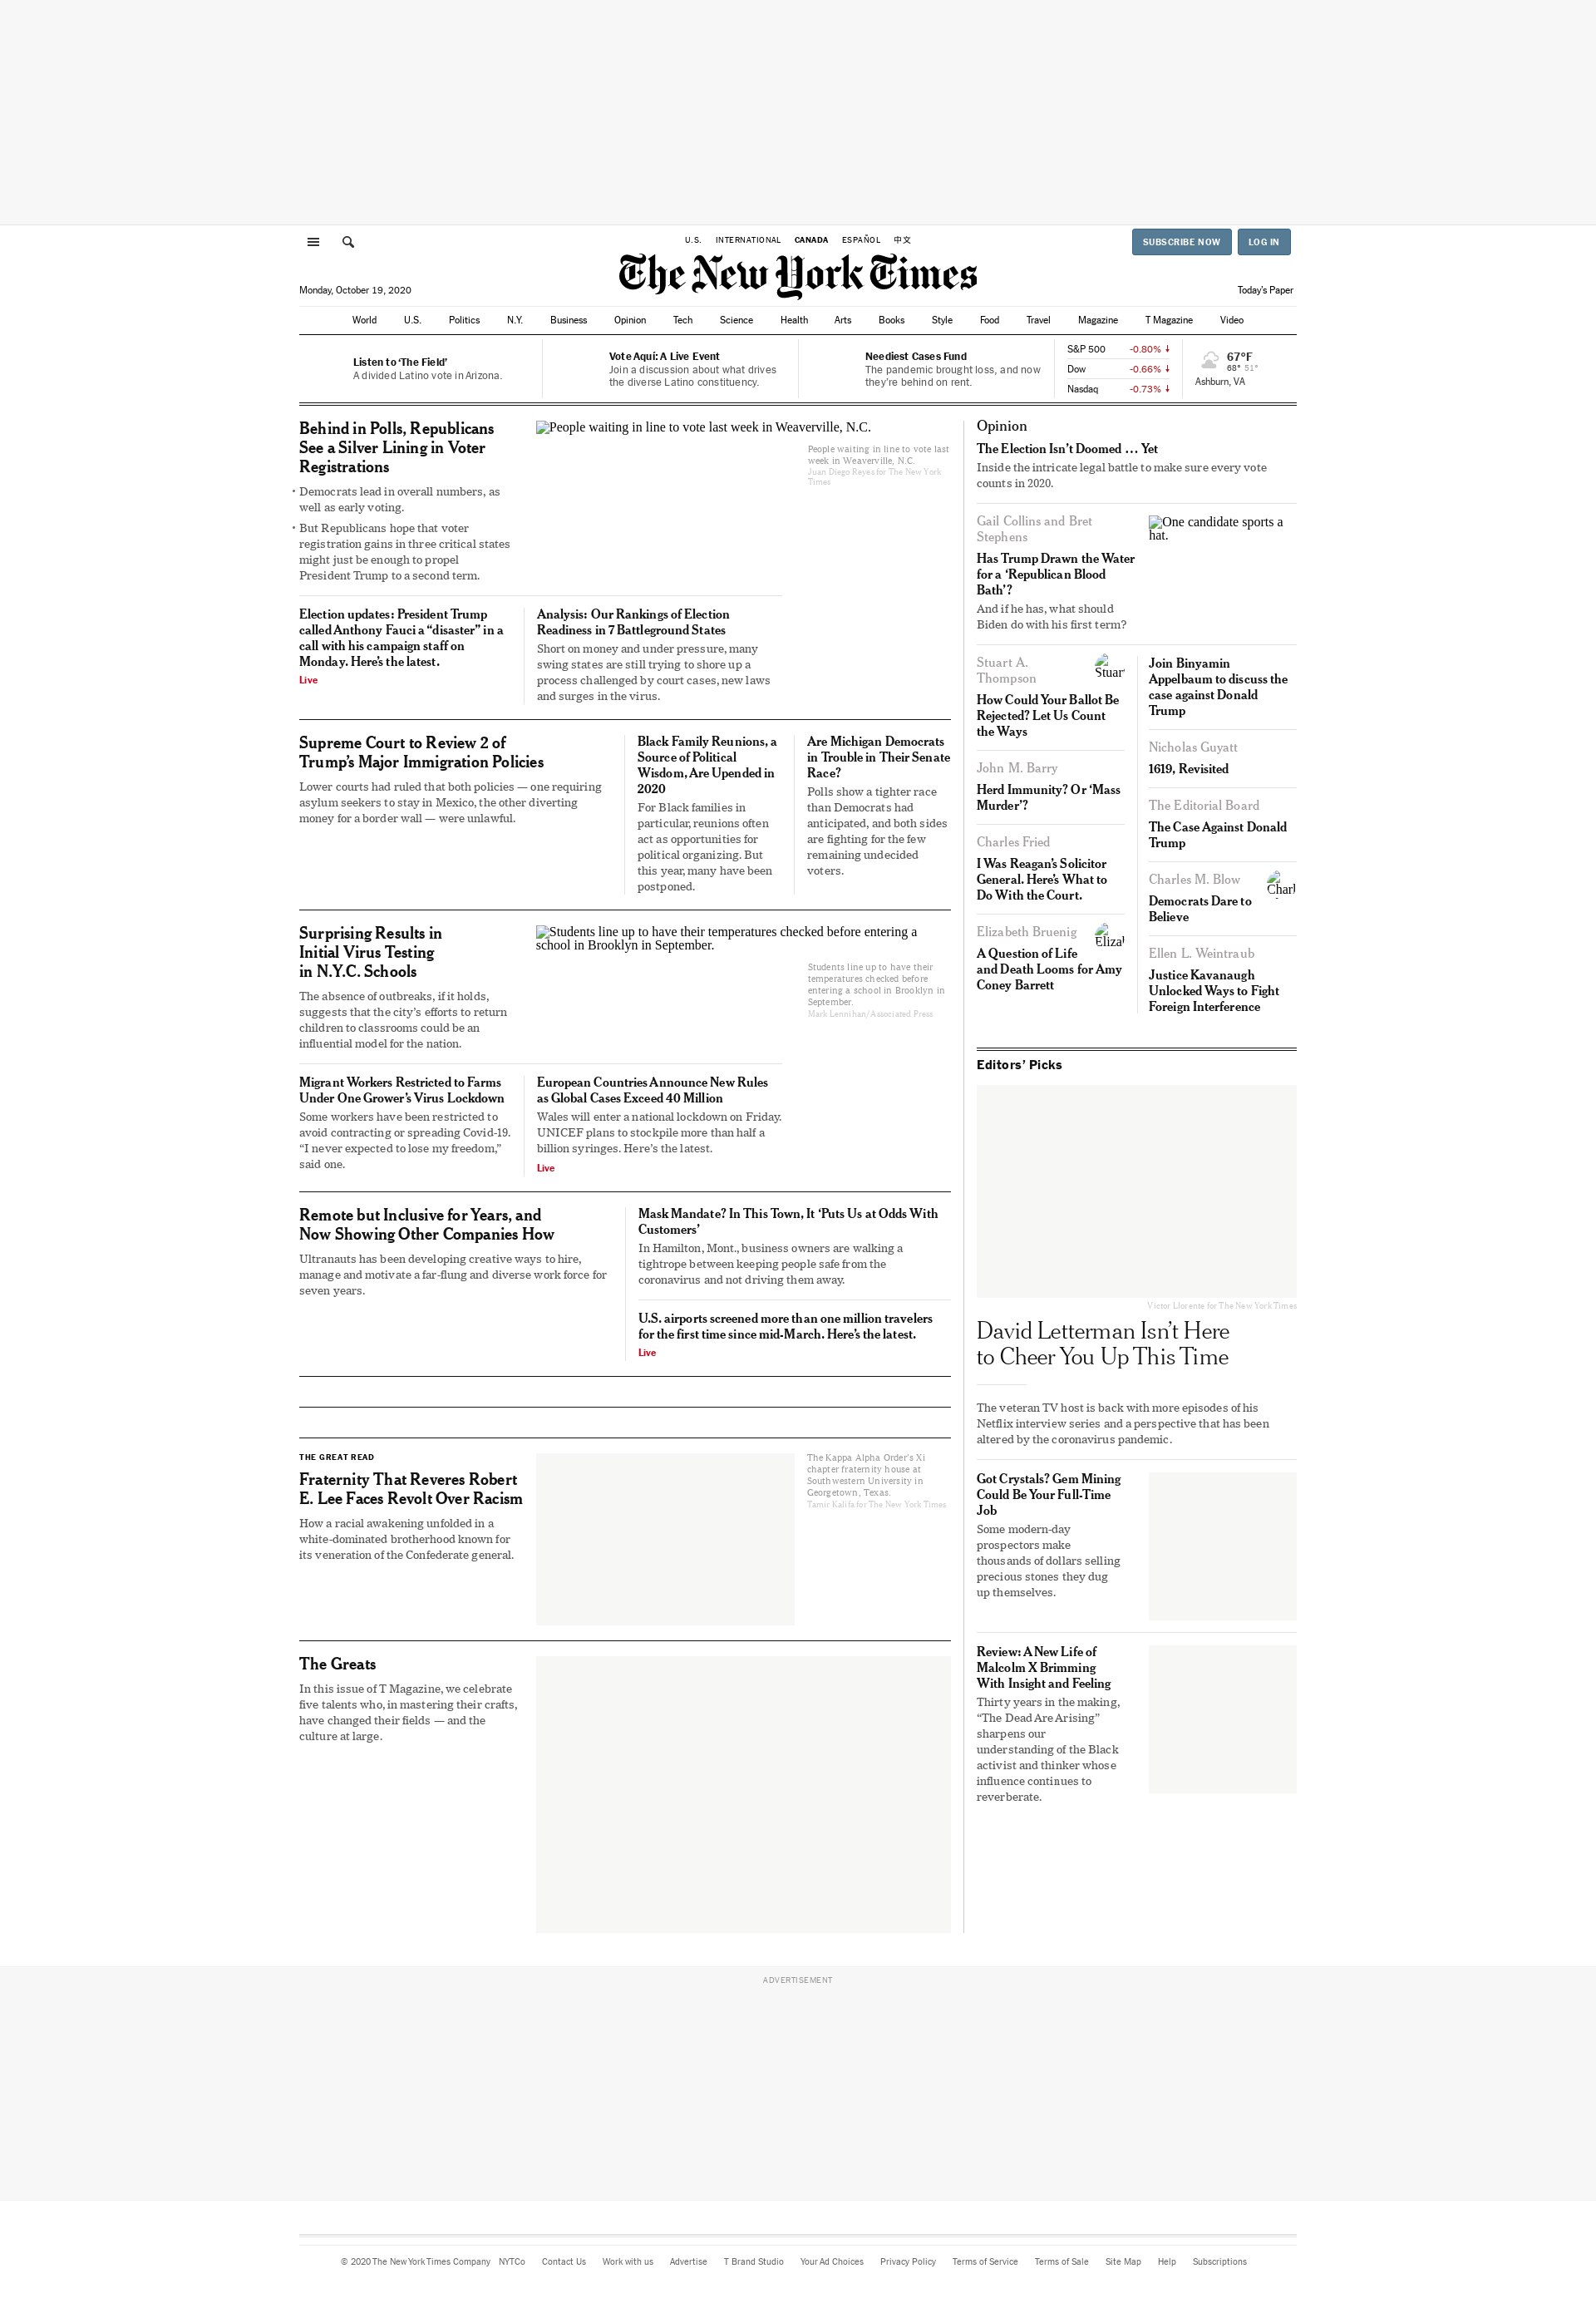 U.S. INTERNATIONAL CANADA ESPAÑOL 中文
SUBSCRIBE NOW LOG IN
The New York Times
Monday, October 19, 2020
Today's Paper
World U.S. Politics N.Y. Business Opinion Tech Science Health Arts Books Style Food Travel Magazine T Magazine Video
Listen to ‘The Field’
A divided Latino vote in Arizona.
Vote Aquí: A Live Event
Join a discussion about what drives
the diverse Latino constituency.
Neediest Cases Fund
The pandemic brought loss, and now
they’re behind on rent.
S&P 500 -0.80% ↓
Dow -0.66% ↓
Nasdaq -0.73% ↓
67°F
68° 51°
Ashburn, VA
Behind in Polls, Republicans
See a Silver Lining in Voter
Registrations
• Democrats lead in overall numbers, as
well as early voting.
• But Republicans hope that voter
registration gains in three critical states
might just be enough to propel
President Trump to a second term.
People waiting in line to vote last week in Weaverville, N.C.
People waiting in line to vote last
week in Weaverville, N.C.
Juan Diego Reyes for The New York
Times
Election updates: President Trump
called Anthony Fauci a “disaster” in a
call with his campaign staff on
Monday. Here’s the latest.
Live
Analysis: Our Rankings of Election
Readiness in 7 Battleground States
Short on money and under pressure, many
swing states are still trying to shore up a
process challenged by court cases, new laws
and surges in the virus.
Supreme Court to Review 2 of
Trump’s Major Immigration Policies
Lower courts had ruled that both policies — one requiring
asylum seekers to stay in Mexico, the other diverting
money for a border wall — were unlawful.
Black Family Reunions, a
Source of Political
Wisdom, Are Upended in
2020
For Black families in
particular, reunions often
act as opportunities for
political organizing. But
this year, many have been
postponed.
Are Michigan Democrats
in Trouble in Their Senate
Race?
Polls show a tighter race
than Democrats had
anticipated, and both sides
are fighting for the few
remaining undecided
voters.
Surprising Results in
Initial Virus Testing
in N.Y.C. Schools
The absence of outbreaks, if it holds,
suggests that the city’s efforts to return
children to classrooms could be an
influential model for the nation.
Students line up to have their temperatures checked before entering a
school in Brooklyn in September.
Students line up to have their
temperatures checked before
entering a school in Brooklyn in
September.
Mark Lennihan/Associated Press
Migrant Workers Restricted to Farms
Under One Grower’s Virus Lockdown
Some workers have been restricted to
avoid contracting or spreading Covid-19.
“I never expected to lose my freedom,”
said one.
European Countries Announce New Rules
as Global Cases Exceed 40 Million
Wales will enter a national lockdown on Friday.
UNICEF plans to stockpile more than half a
billion syringes. Here’s the latest.
Live
Remote but Inclusive for Years, and
Now Showing Other Companies How
Ultranauts has been developing creative ways to hire,
manage and motivate a far-flung and diverse work force for
seven years.
Mask Mandate? In This Town, It ‘Puts Us at Odds With
Customers’
In Hamilton, Mont., business owners are walking a
tightrope between keeping people safe from the
coronavirus and not driving them away.
U.S. airports screened more than one million travelers
for the first time since mid-March. Here’s the latest.
Live
THE GREAT READ
Fraternity That Reveres Robert
E. Lee Faces Revolt Over Racism
How a racial awakening unfolded in a
white-dominated brotherhood known for
its veneration of the Confederate general.
The Kappa Alpha Order’s Xi
chapter fraternity house at
Southwestern University in
Georgetown, Texas.
Tamir Kalifa for The New York Times
The Greats
In this issue of T Magazine, we celebrate
five talents who, in mastering their crafts,
have changed their fields — and the
culture at large.
Opinion
The Election Isn’t Doomed … Yet
Inside the intricate legal battle to make sure every vote
counts in 2020.
Gail Collins and Bret
Stephens
Has Trump Drawn the Water
for a ‘Republican Blood
Bath’?
And if he has, what should
Biden do with his first term?
One candidate sports a
hat.
Stuart A.
Thompson
Stuart
How Could Your Ballot Be
Rejected? Let Us Count
the Ways
John M. Barry
Herd Immunity? Or ‘Mass
Murder’?
Charles Fried
I Was Reagan’s Solicitor
General. Here’s What to
Do With the Court.
Elizabeth Bruenig
Elizab
A Question of Life
and Death Looms for Amy
Coney Barrett
Join Binyamin
Appelbaum to discuss the
case against Donald
Trump
Nicholas Guyatt
1619, Revisited
The Editorial Board
The Case Against Donald
Trump
Charles M. Blow
Charl
Democrats Dare to
Believe
Ellen L. Weintraub
Justice Kavanaugh
Unlocked Ways to Fight
Foreign Interference
Editors’ Picks
Victor Llorente for The New York Times
David Letterman Isn’t Here
to Cheer You Up This Time
The veteran TV host is back with more episodes of his
Netflix interview series and a perspective that has been
altered by the coronavirus pandemic.
Got Crystals? Gem Mining
Could Be Your Full-Time
Job
Some modern-day
prospectors make
thousands of dollars selling
precious stones they dug
up themselves.
Review: A New Life of
Malcolm X Brimming
With Insight and Feeling
Thirty years in the making,
“The Dead Are Arising”
sharpens our
understanding of the Black
activist and thinker whose
influence continues to
reverberate.
ADVERTISEMENT
© 2020 The New York Times Company NYTCo Contact Us Work with us Advertise T Brand Studio Your Ad Choices Privacy Policy Terms of Service Terms of Sale Site Map Help Subscriptions